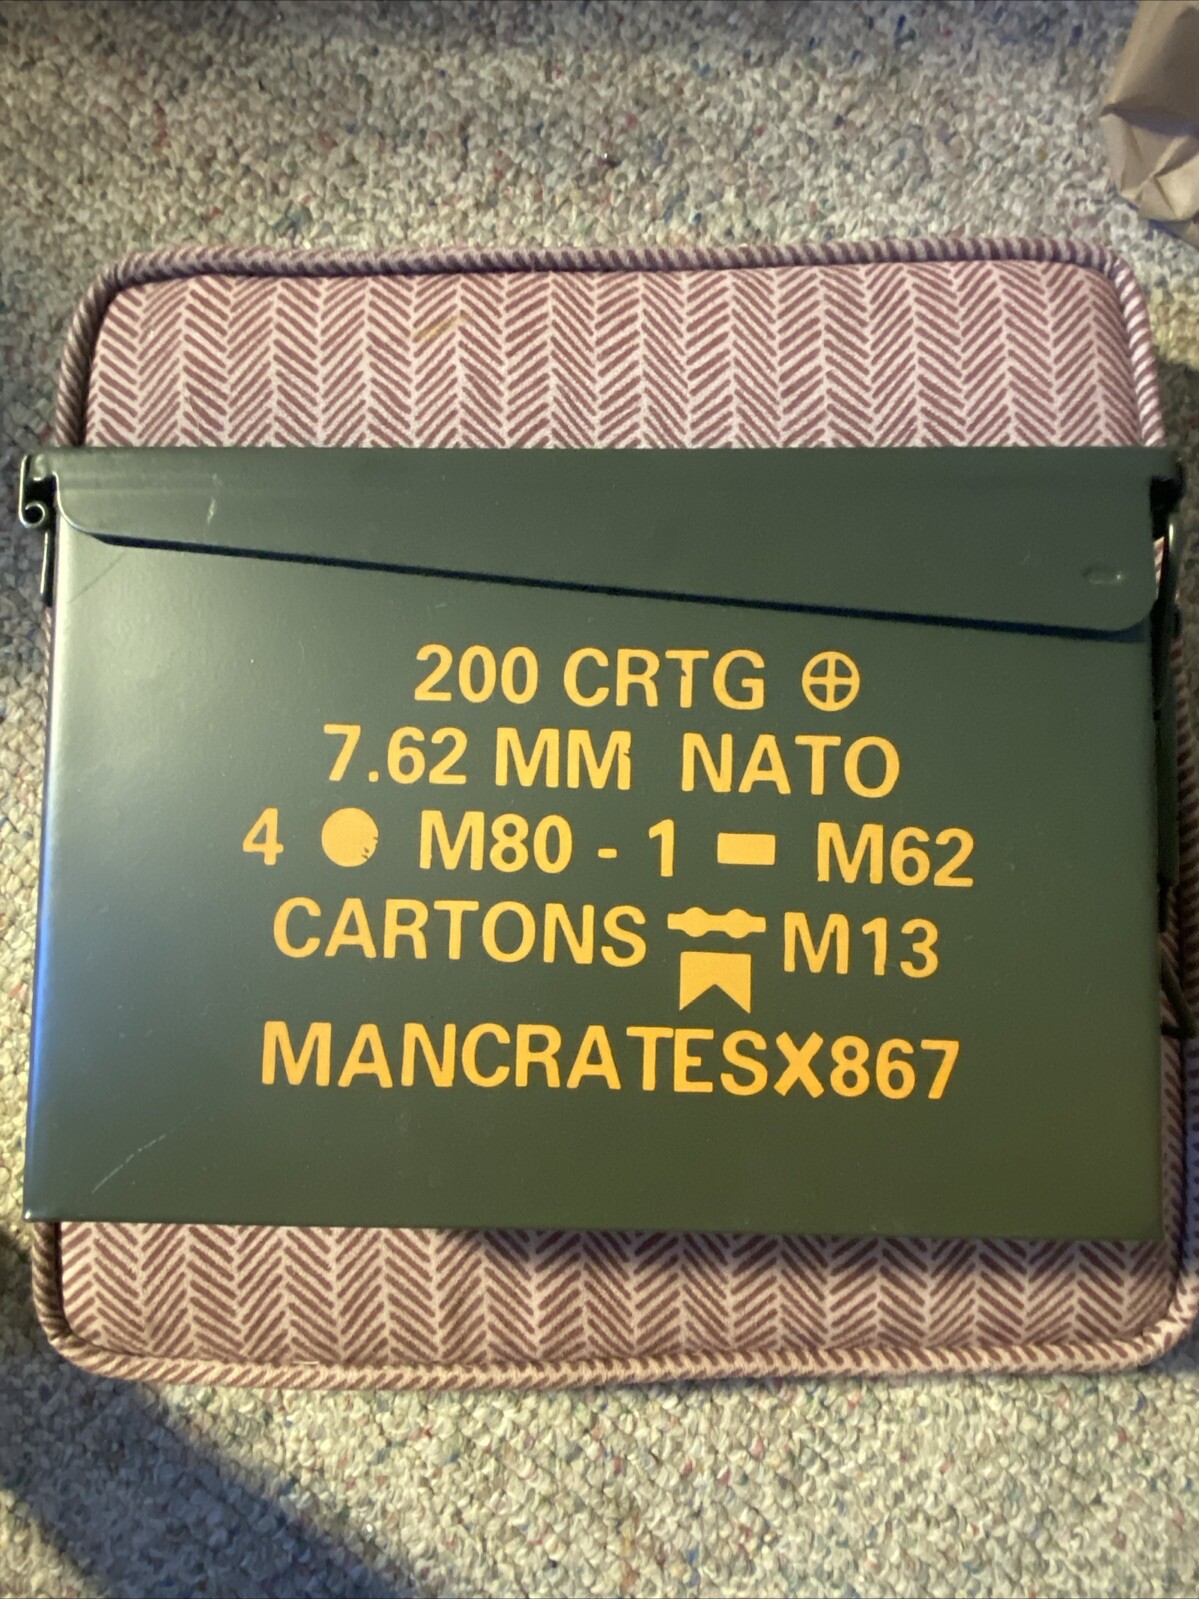 200 CRTG ⊕
7.62 MM NATO
4 ● M80 - 1 ▬ M62
CARTONS M13
MANCRATESX867